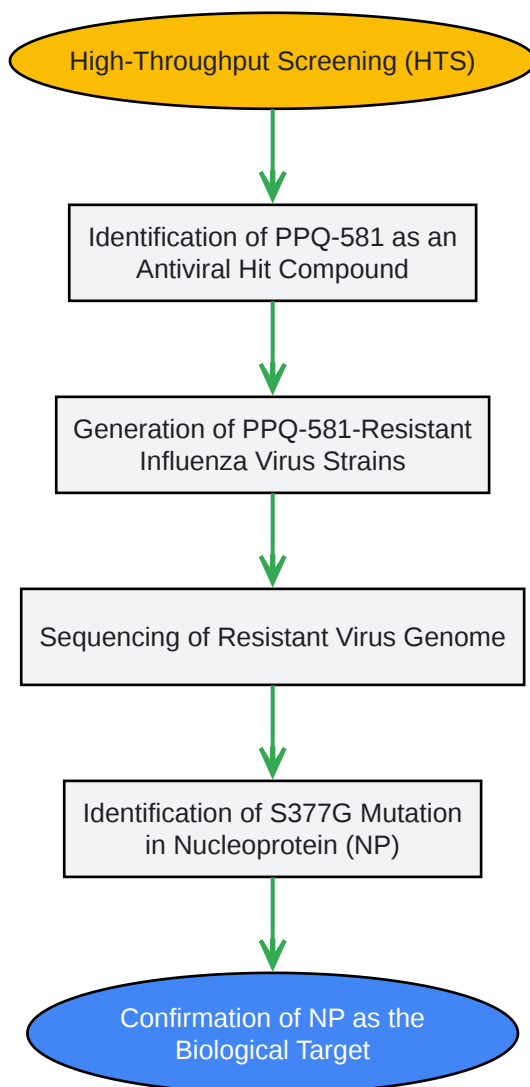 High-Throughput Screening (HTS)
Identification of PPQ-581 as an
Antiviral Hit Compound
Generation of PPQ-581-Resistant
Influenza Virus Strains
Sequencing of Resistant Virus Genome
Identification of S377G Mutation
in Nucleoprotein (NP)
Confirmation of NP as the
Biological Target